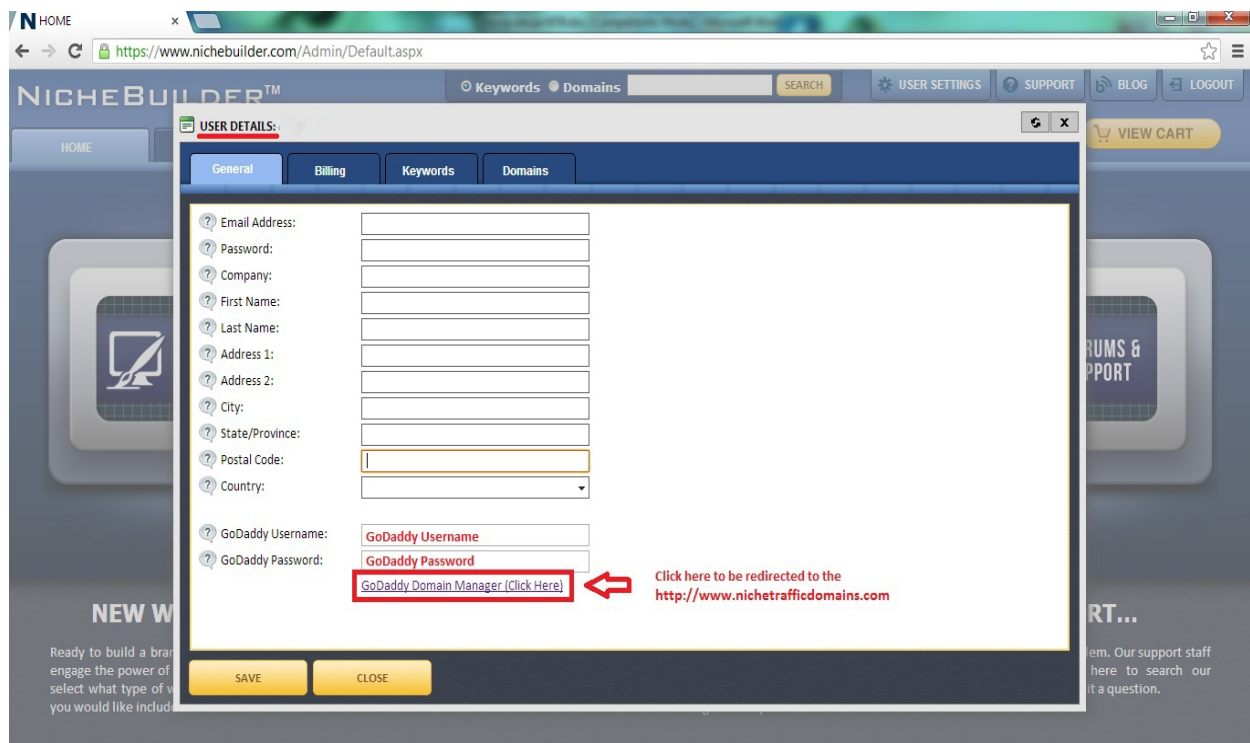 HOME
https://www.nichebuilder.com/Admin/Default.aspx
NICHEBUILDER™
Keywords Domains SEARCH USER SETTINGS SUPPORT BLOG LOGOUT
USER DETAILS: X
HOME
VIEW CART
General Billing Keywords Domains
Email Address:
Password:
Company:
First Name:
Last Name:
Address 1:
RUMS &
Address 2:
PPORT
City:
State/Province:
Postal Code:
Country:
GoDaddy Username: GoDaddy Username
GoDaddy Password: GoDaddy Password
GoDaddy Domain Manager (Click Here)
Click here to be redirected to the
http://www.nichetrafficdomains.com
NEW W
RT...
Ready to build a bran
lem. Our support staff
engage the power of
here to search our
select what type of w
it a question.
you would like include
SAVE CLOSE